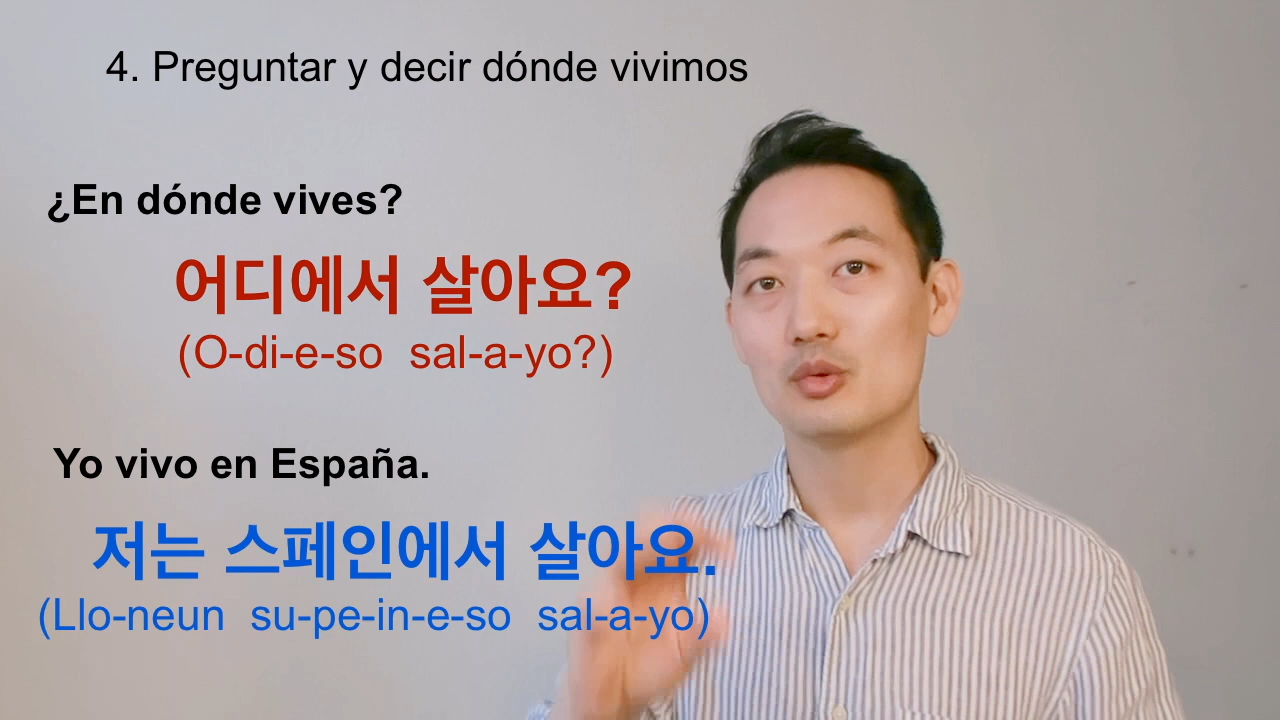 4. Preguntar y decir dónde vivimos
¿En dónde vives?
어디에서 살아요?
(O-di-e-so sal-a-yo?)
Yo vivo en España.
저는 스페인에서 살아요.
(Llo-neun su-pe-in-e-so sal-a-yo)